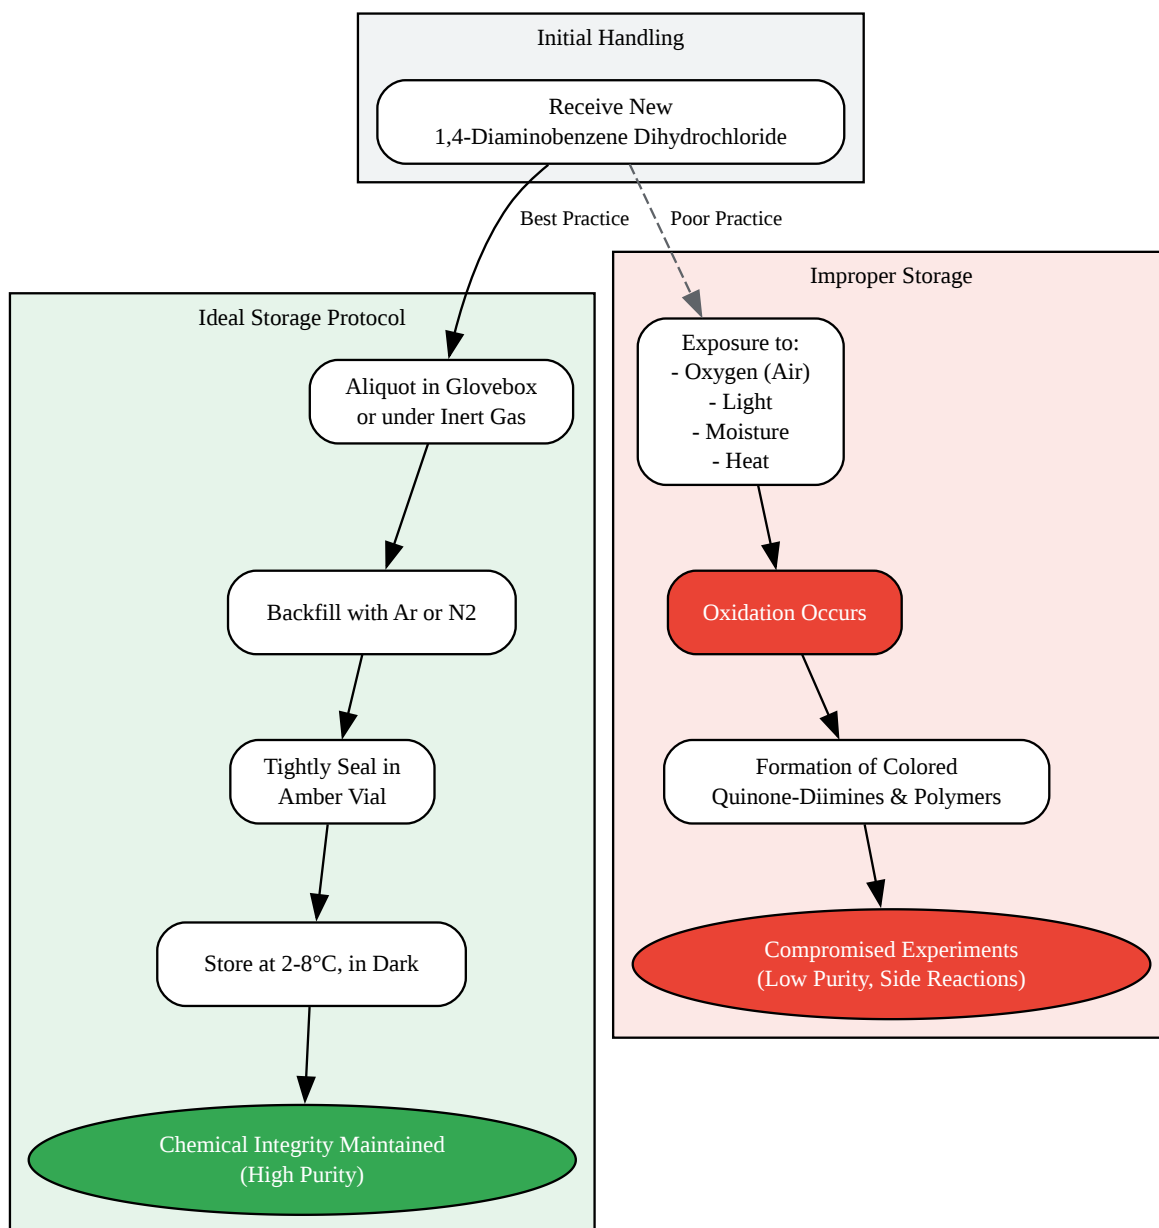 Initial Handling
Receive New
1,4-Diaminobenzene Dihydrochloride
Best Practice
Poor Practice
Ideal Storage Protocol
Aliquot in Glovebox
or under Inert Gas
Backfill with Ar or N2
Tightly Seal in
Amber Vial
Store at 2-8°C, in Dark
Chemical Integrity Maintained
(High Purity)
Improper Storage
Exposure to:
- Oxygen (Air)
- Light
- Moisture
- Heat
Oxidation Occurs
Formation of Colored
Quinone-Diimines & Polymers
Compromised Experiments
(Low Purity, Side Reactions)